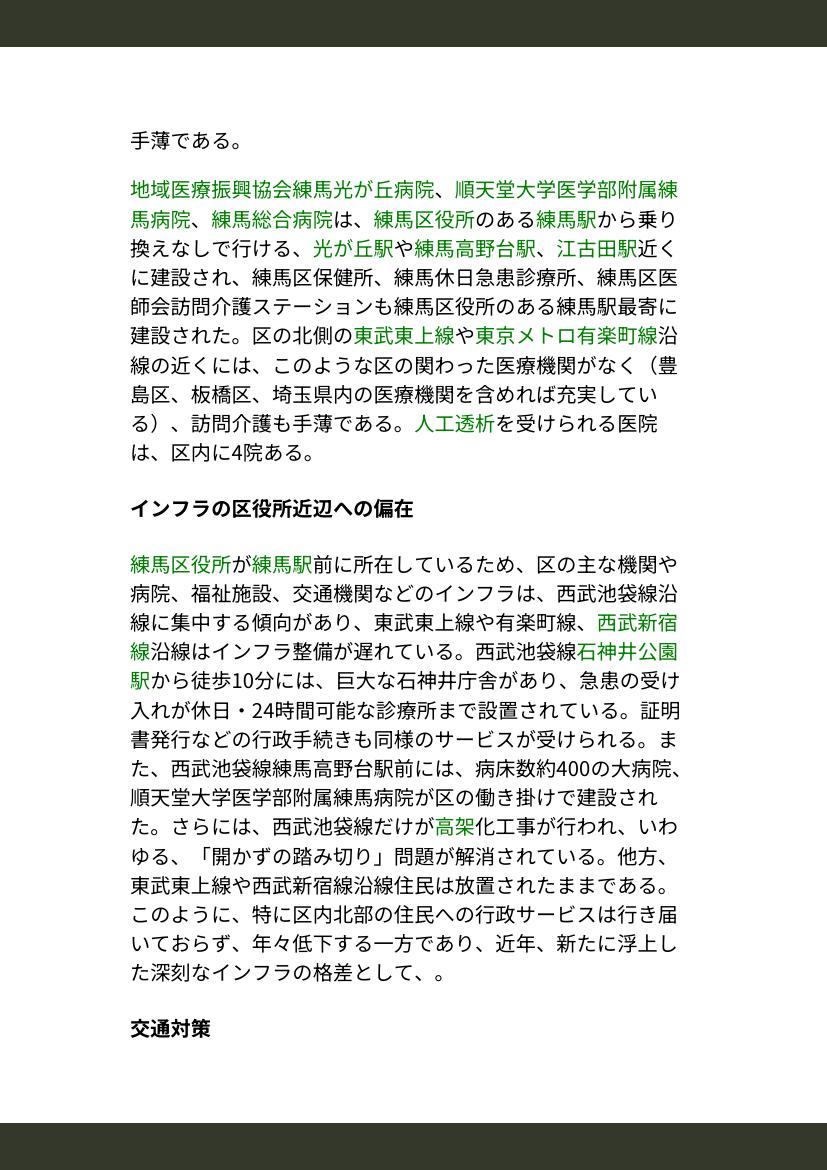 手薄である。
地域医療振興協会練馬光が丘病院、順天堂大学医学部附属練
馬病院、練馬総合病院は、練馬区役所のある練馬駅から乗り
換えなしで行ける、光が丘駅や練馬高野台駅、江古田駅近く
に建設され、練馬区保健所、練馬休日急患診療所、練馬区医
師会訪問介護ステーションも練馬区役所のある練馬駅最寄に
建設された。区の北側の東武東上線や東京メトロ有楽町線沿
線の近くには、このような区の関わった医療機関がなく（豊
島区、板橋区、埼玉県内の医療機関を含めれば充実してい
る）、訪問介護も手薄である。人工透析を受けられる医院
は、区内に4院ある。
インフラの区役所近辺への偏在
練馬区役所が練馬駅前に所在しているため、区の主な機関や
病院、福祉施設、交通機関などのインフラは、西武池袋線沿
線に集中する傾向があり、東武東上線や有楽町線、西武新宿
線沿線はインフラ整備が遅れている。西武池袋線石神井公園
駅から徒歩10分には、巨大な石神井庁舎があり、急患の受け
入れが休日・24時間可能な診療所まで設置されている。証明
書発行などの行政手続きも同様のサービスが受けられる。ま
た、西武池袋線練馬高野台駅前には、病床数約400の大病院、
順天堂大学医学部附属練馬病院が区の働き掛けで建設され
た。さらには、西武池袋線だけが高架化工事が行われ、いわ
ゆる、「開かずの踏み切り」問題が解消されている。他方、
東武東上線や西武新宿線沿線住民は放置されたままである。
このように、特に区内北部の住民への行政サービスは行き届
いておらず、年々低下する一方であり、近年、新たに浮上し
た深刻なインフラの格差として、。
交通対策